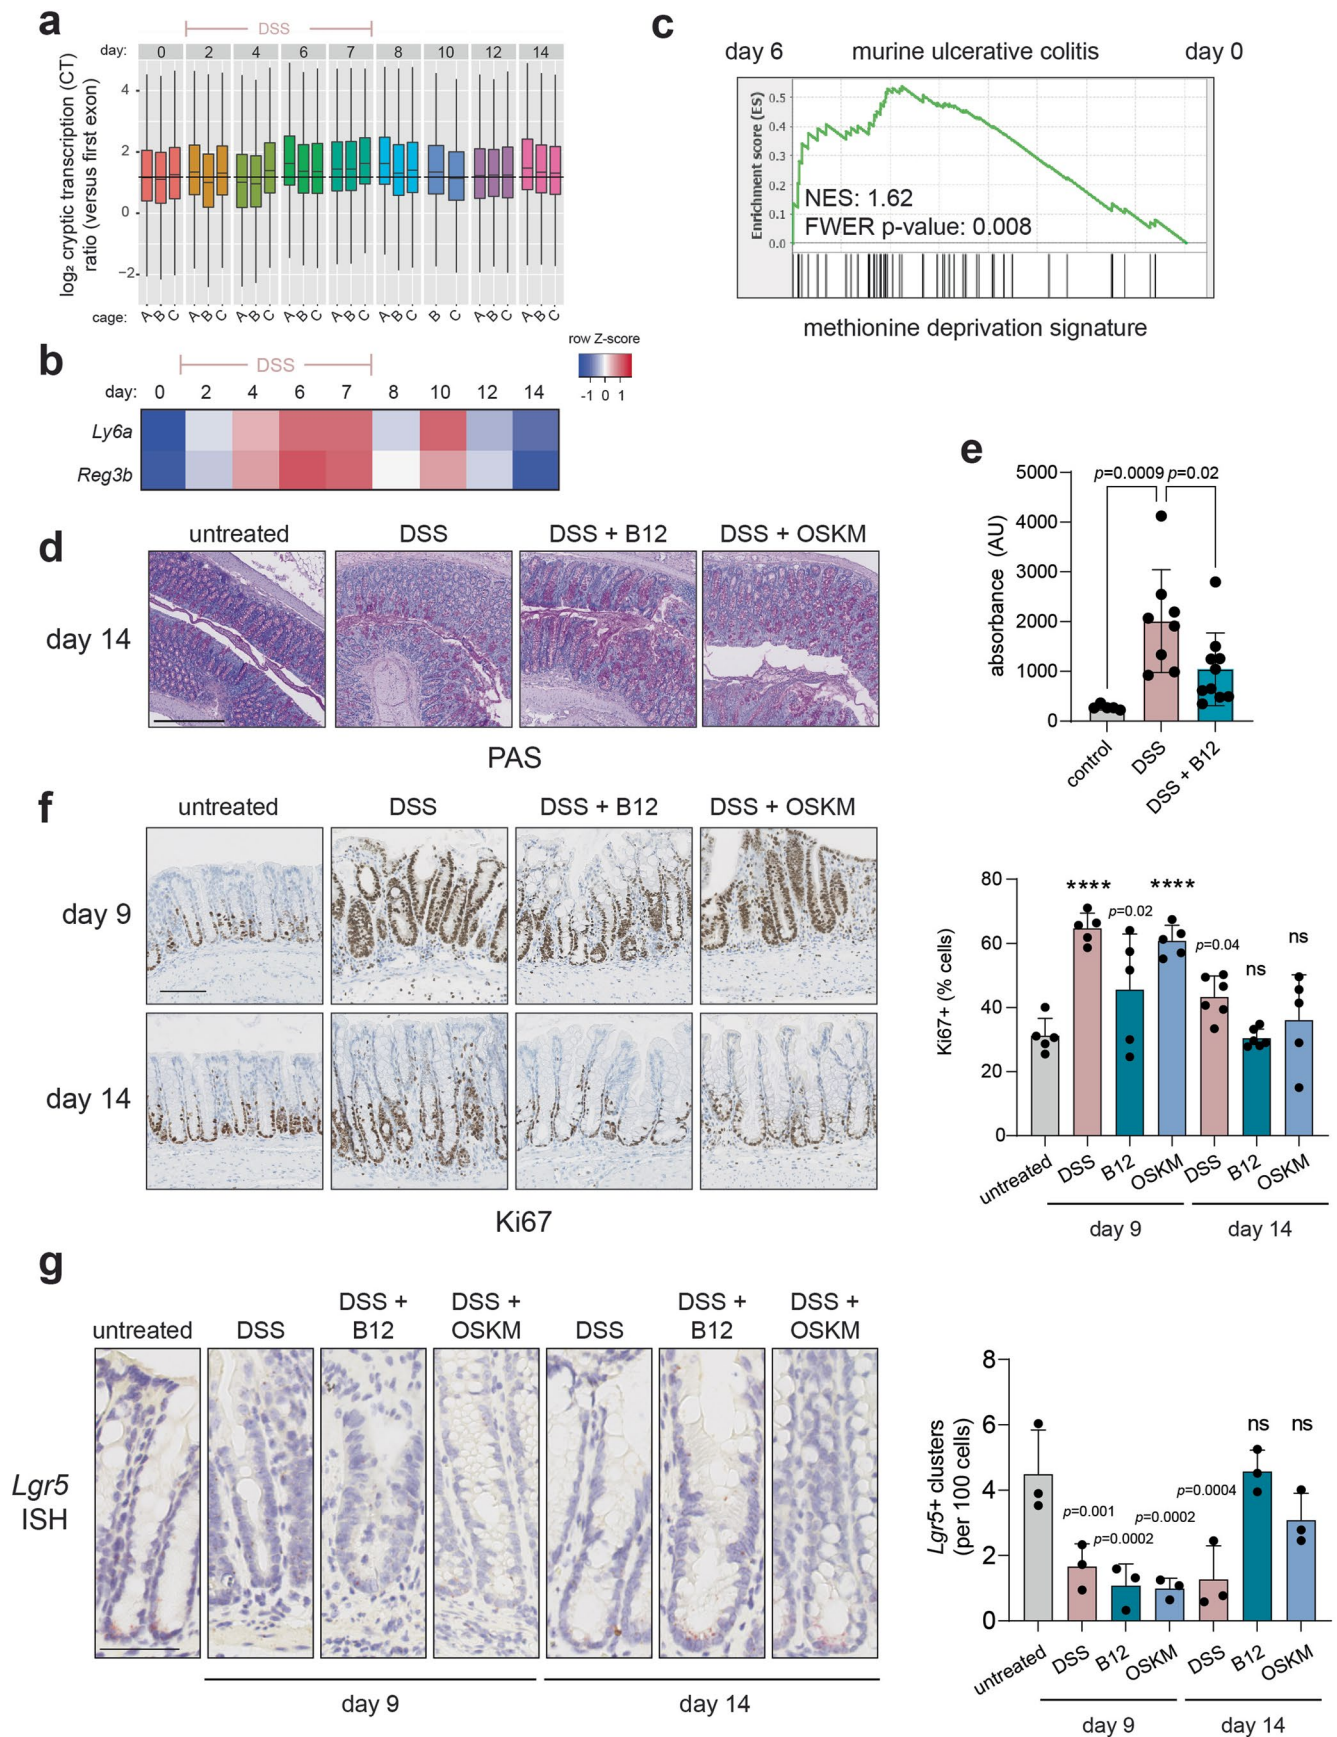 a
DSS
day: 0 2 4 6 7 8 10 12 14
log₂ cryptic transcription (CT)
ratio (versus first exon)
4
2
0
−2
cage: A B C A B C A B C A B C A B C A B C B C A B C A B C
b
DSS
row Z-score
-1 0 1
day: 0 2 4 6 7 8 10 12 14
Ly6a
Reg3b
c
day 6 murine ulcerative colitis day 0
Enrichment score (ES)
0.5
0.4
0.3
0.2
0.1
0.0
NES: 1.62
FWER p-value: 0.008
methionine deprivation signature
d
untreated DSS DSS + B12 DSS + OSKM
day 14
PAS
e
absorbance (AU)
5000
4000
3000
2000
1000
0
p=0.0009 p=0.02
control DSS DSS + B12
f
untreated DSS DSS + B12 DSS + OSKM
day 9
day 14
Ki67
Ki67+ (% cells)
80
60
40
20
0
**** p=0.02 **** p=0.04 ns ns
untreated DSS B12 OSKM DSS B12 OSKM
day 9 day 14
g
untreated DSS DSS + B12 DSS + OSKM DSS DSS + B12 DSS + OSKM
Lgr5
ISH
day 9 day 14
Lgr5+ clusters
(per 100 cells)
8
6
4
2
0
p=0.001 p=0.0002 p=0.0002 p=0.0004 ns ns
untreated DSS B12 OSKM DSS B12 OSKM
day 9 day 14